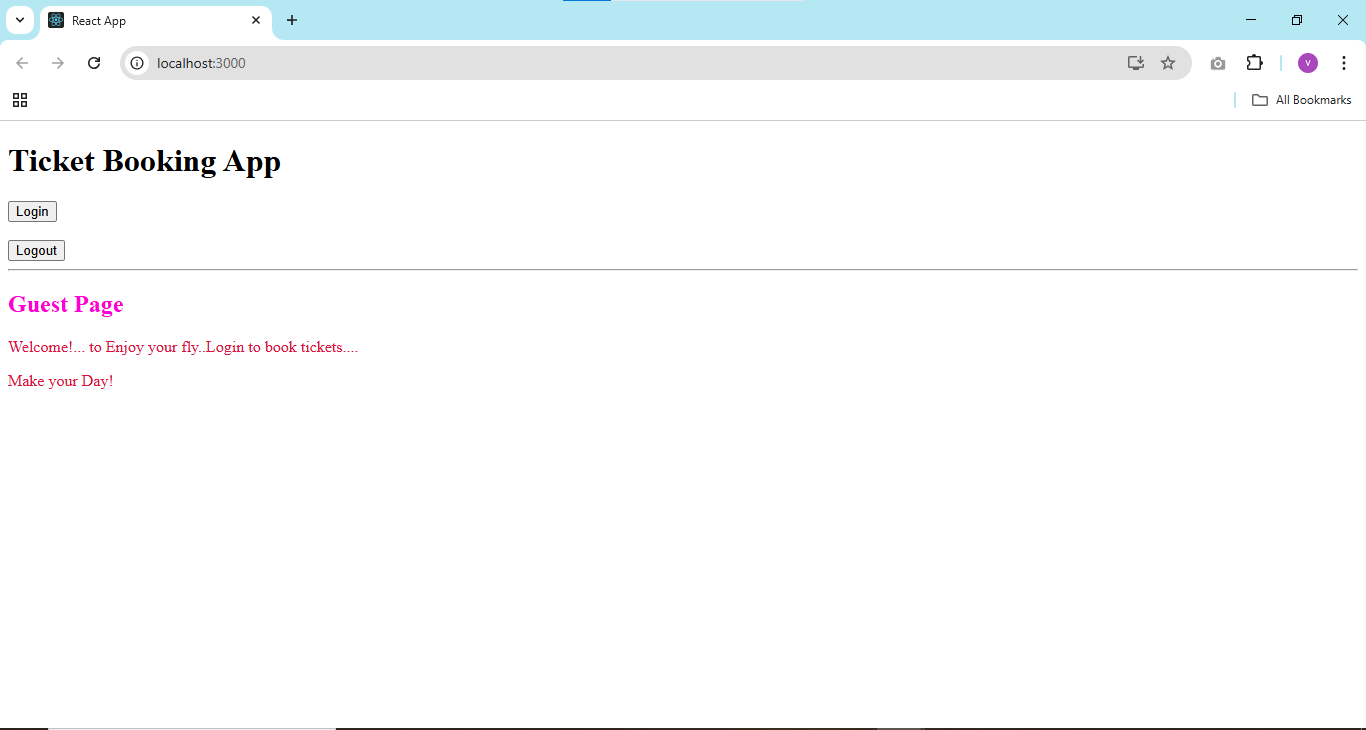 React App
localhost:3000
V
All Bookmarks
Ticket Booking App
Login
Logout
Guest Page
Welcome!... to Enjoy your fly..Login to book tickets....
Make your Day!